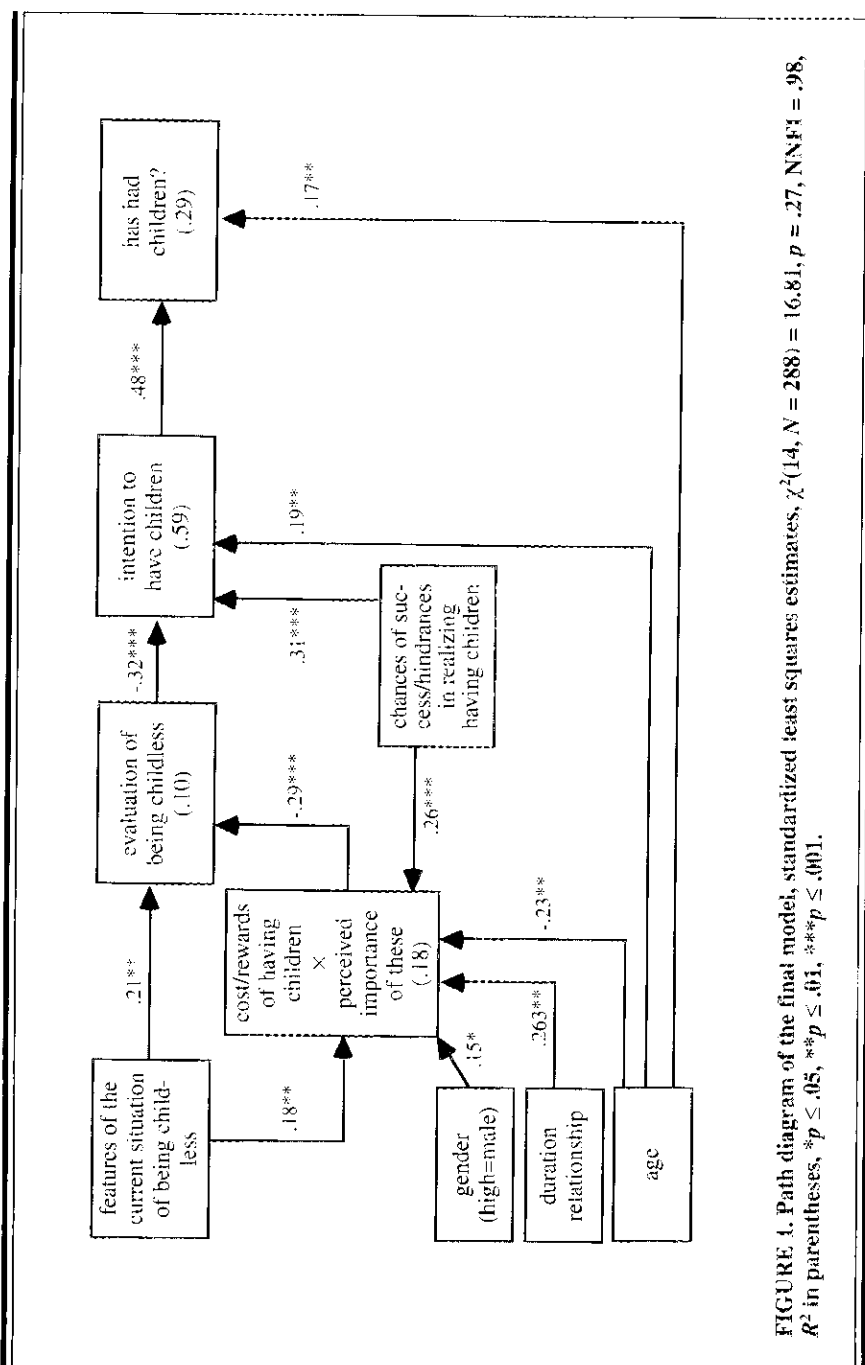 features of the
current situation
of being child-
less
.21**
evaluation of
being childless
(.10)
-.32***
intention to
have children
(.59)
.48***
has had
children?
(.29)
.18**
cost/rewards
of having
children
×
perceived
importance
of these
(.18)
-.29***
.26***
chances of suc-
cess/hindrances
in realizing
having children
.31***
.19**
.17**
gender
(high=male)
.15*
duration
relationship
.263**
age
-.23**
FIGURE 1. Path diagram of the final model, standardized least squares estimates, χ²(14, N = 288) = 16.81, p = .27, NNFI = .98,
R² in parentheses, *p ≤ .05, **p ≤ .01, ***p ≤ .001.